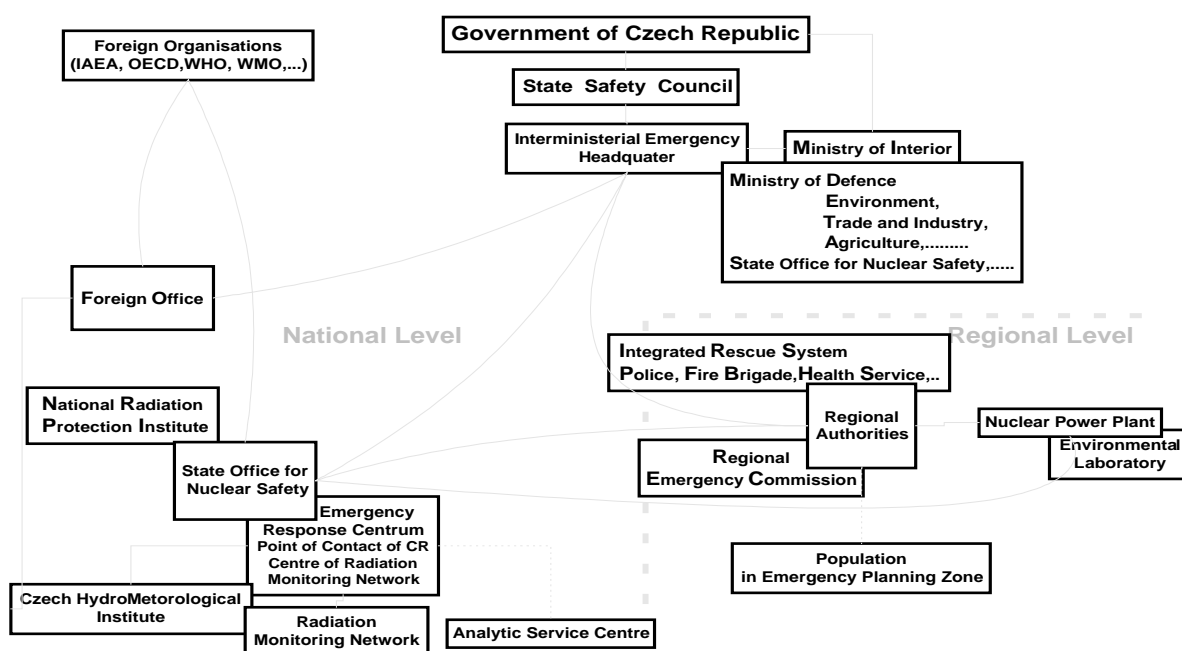 Government of Czech Republic
Foreign Organisations
(IAEA, OECD,WHO, WMO,...)
State Safety Council
Interministerial Emergency
Headquater
Ministry of Interior
Ministry of Defence
Environment,
Trade and Industry,
Agriculture,.........
State Office for Nuclear Safety,.....
Foreign Office
National Level
Regional Level
Integrated Rescue System
Police, Fire Brigade,Health Service,..
National Radiation
Protection Institute
Regional
Authorities
Nuclear Power Plant
Environmental
Laboratory
State Office for
Nuclear Safety
Regional
Emergency Commission
Emergency
Response Centrum
Point of Contact of CR
Centre of Radiation
Monitoring Network
Population
in Emergency Planning Zone
Czech HydroMetorological
Institute
Radiation
Monitoring Network
Analytic Service Centre